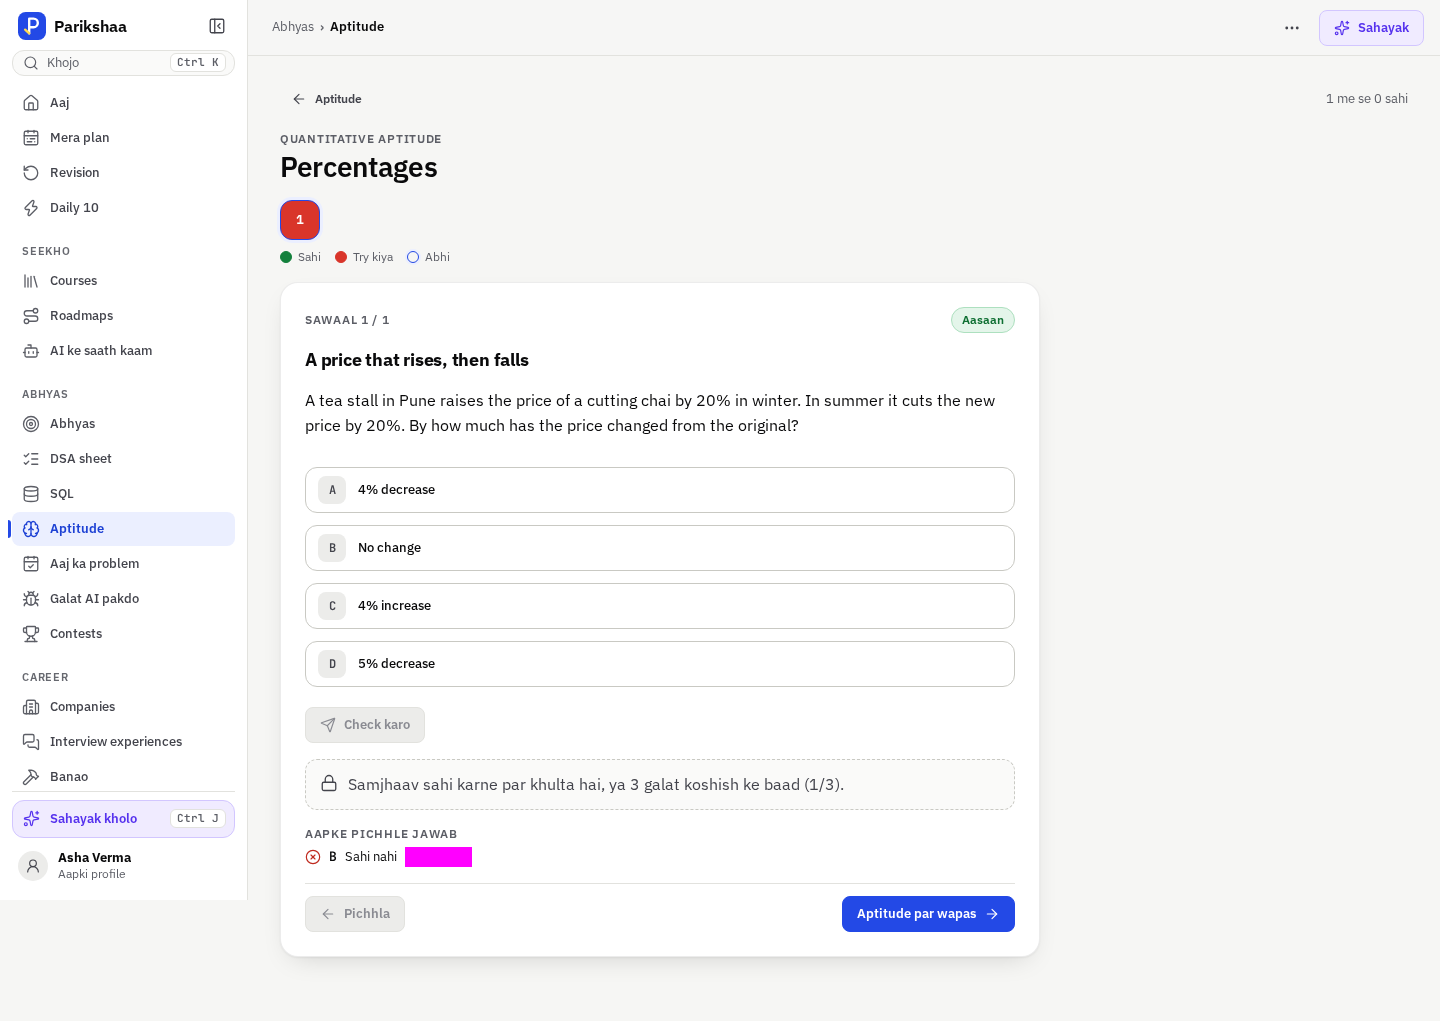 Parikshaa
Khojo
Ctrl K
Aaj
Mera plan
Revision
Daily 10
SEEKHO
Courses
Roadmaps
AI ke saath kaam
ABHYAS
Abhyas
DSA sheet
SQL
Aptitude
Aaj ka problem
Galat AI pakdo
Contests
CAREER
Companies
Interview experiences
Banao
Sahayak kholo
Ctrl J
Asha Verma
Aapki profile
Abhyas › Aptitude
Sahayak
Aptitude
1 me se 0 sahi
QUANTITATIVE APTITUDE
Percentages
1
Sahi
Try kiya
Abhi
SAWAAL 1 / 1
Aasaan
A price that rises, then falls
A tea stall in Pune raises the price of a cutting chai by 20% in winter. In summer it cuts the new
price by 20%. By how much has the price changed from the original?
A 4% decrease
B No change
C 4% increase
D 5% decrease
Check karo
Samjhaav sahi karne par khulta hai, ya 3 galat koshish ke baad (1/3).
AAPKE PICHHLE JAWAB
B Sahi nahi
Pichhla
Aptitude par wapas